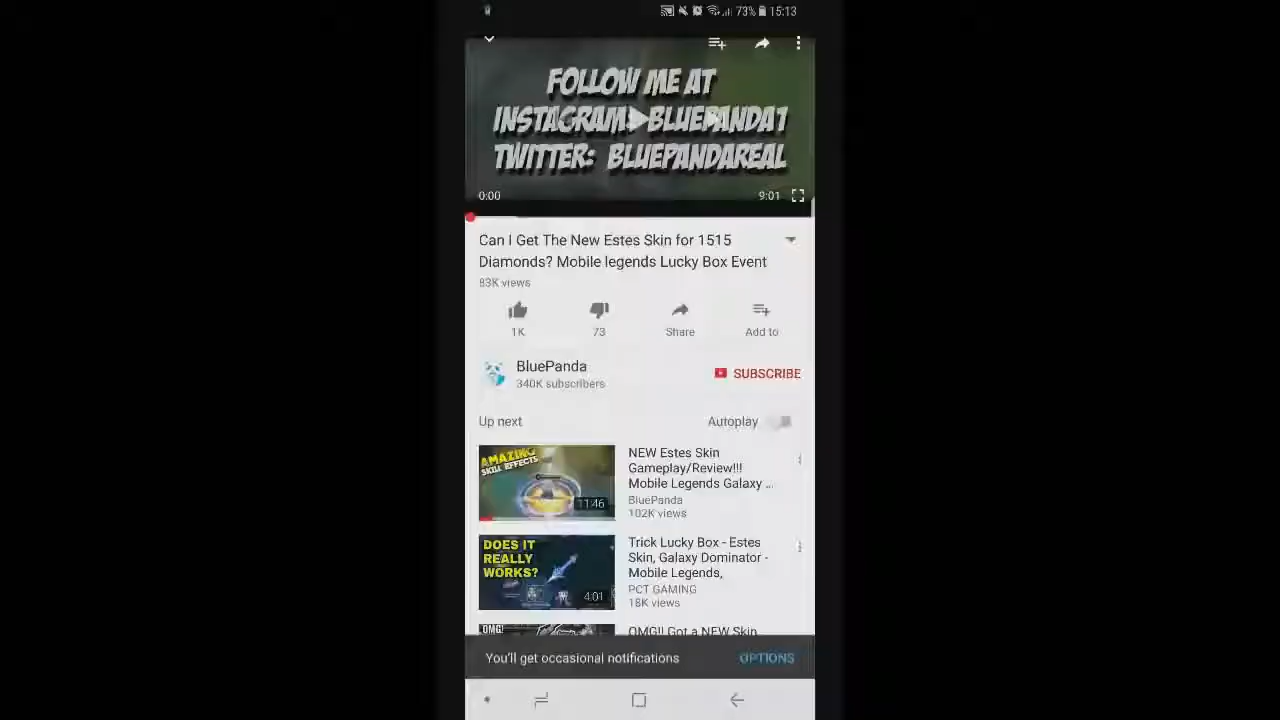 73% 15:13
FOLLOW ME AT
INSTAGRAM: BLUEPANDA1
TWITTER: BLUEPANDAREAL
0:00 9:01
Can I Get The New Estes Skin for 1515
Diamonds? Mobile legends Lucky Box Event
83K views
1K 73 Share Add to
BluePanda
340K subscribers
SUBSCRIBE
Up next Autoplay
AMAZING
SKILL EFFECTS
11:46
NEW Estes Skin
Gameplay/Review!!!
Mobile Legends Galaxy ...
BluePanda
102K views
DOES IT
REALLY
WORKS?
4:01
Trick Lucky Box - Estes
Skin, Galaxy Dominator -
Mobile Legends,
PCT GAMING
18K views
OMG!
OMG!! Got a NEW Skin
You'll get occasional notifications OPTIONS